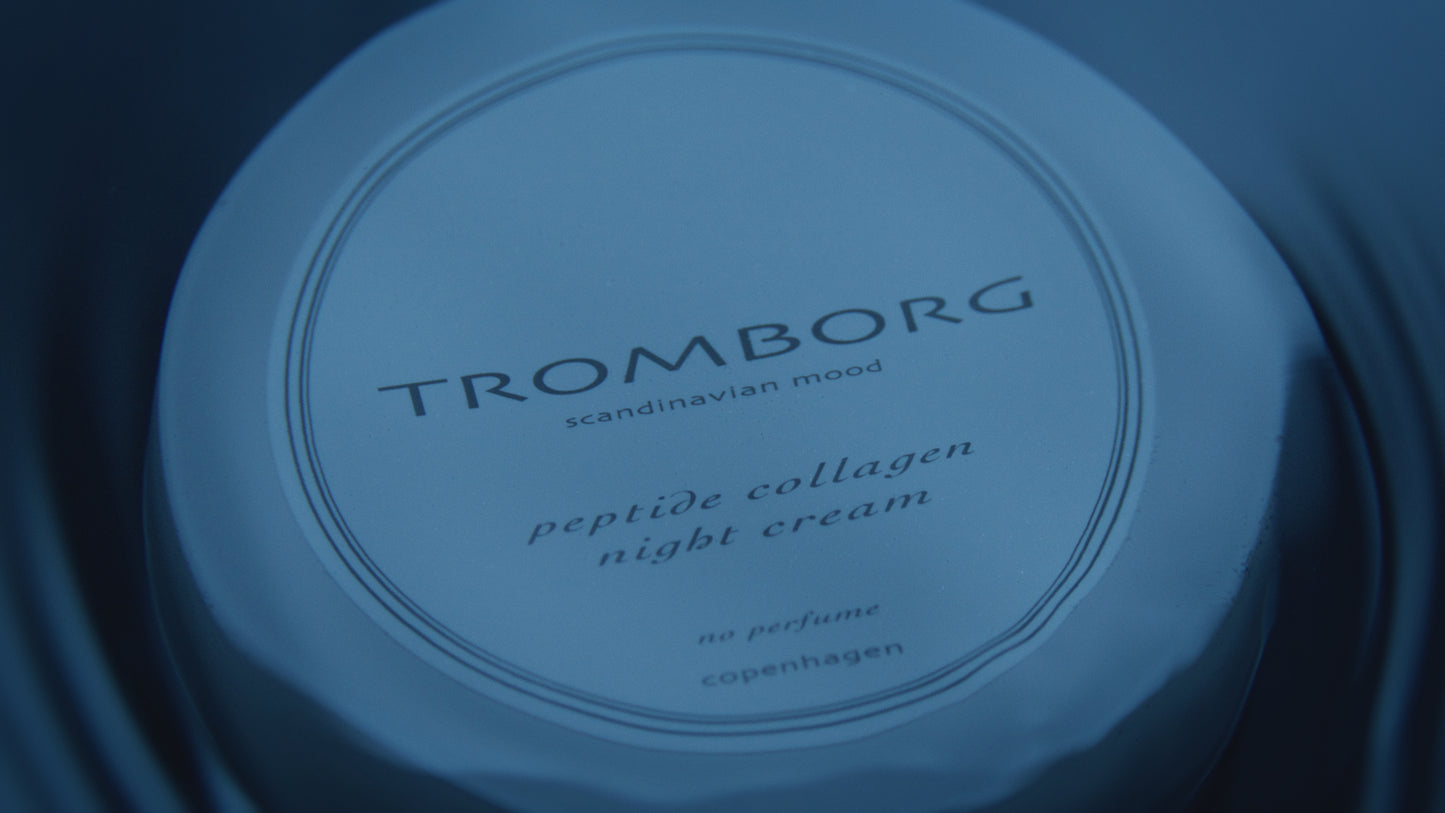 TROMBORG
scandinavian mood
peptide collagen
night cream
no perfume
copenhagen